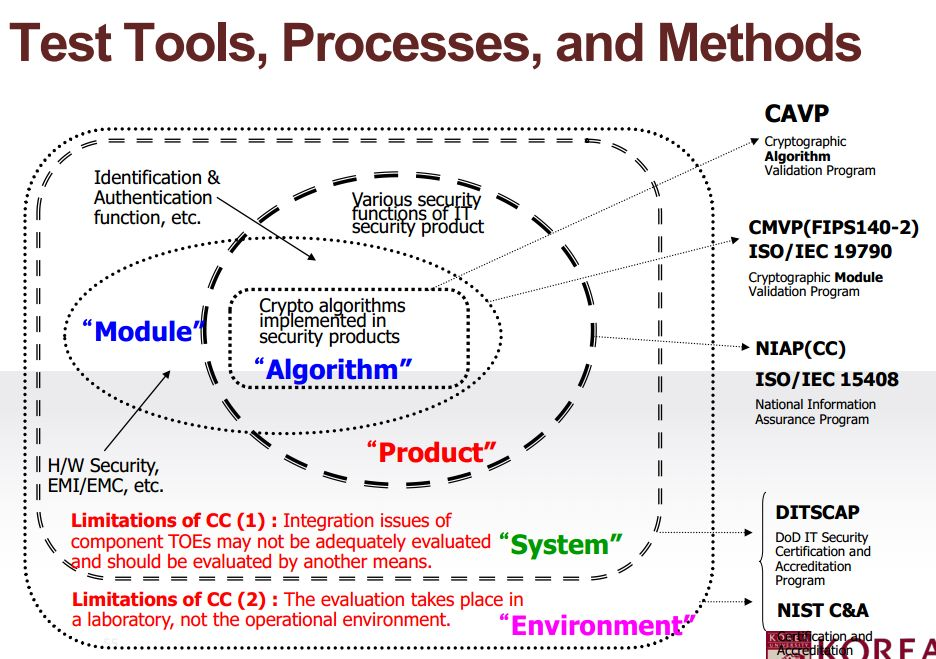 Test Tools, Processes, and Methods
CAVP
Cryptographic
Algorithm
Validation Program
Identification &
Authentication
function, etc.
Various security
functions of IT
security product
CMVP(FIPS140-2)
ISO/IEC 19790
Cryptographic Module
Validation Program
Crypto algorithms
implemented in
security products
“Module”
“Algorithm”
NIAP(CC)
ISO/IEC 15408
National Information
Assurance Program
“Product”
H/W Security,
EMI/EMC, etc.
Limitations of CC (1) : Integration issues of
component TOEs may not be adequately evaluated
and should be evaluated by another means.
“System”
DITSCAP
DoD IT Security
Certification and
Accreditation
Program
Limitations of CC (2) : The evaluation takes place in
a laboratory, not the operational environment.
“Environment”
NIST C&A
Certification and
Accreditation
KOREA